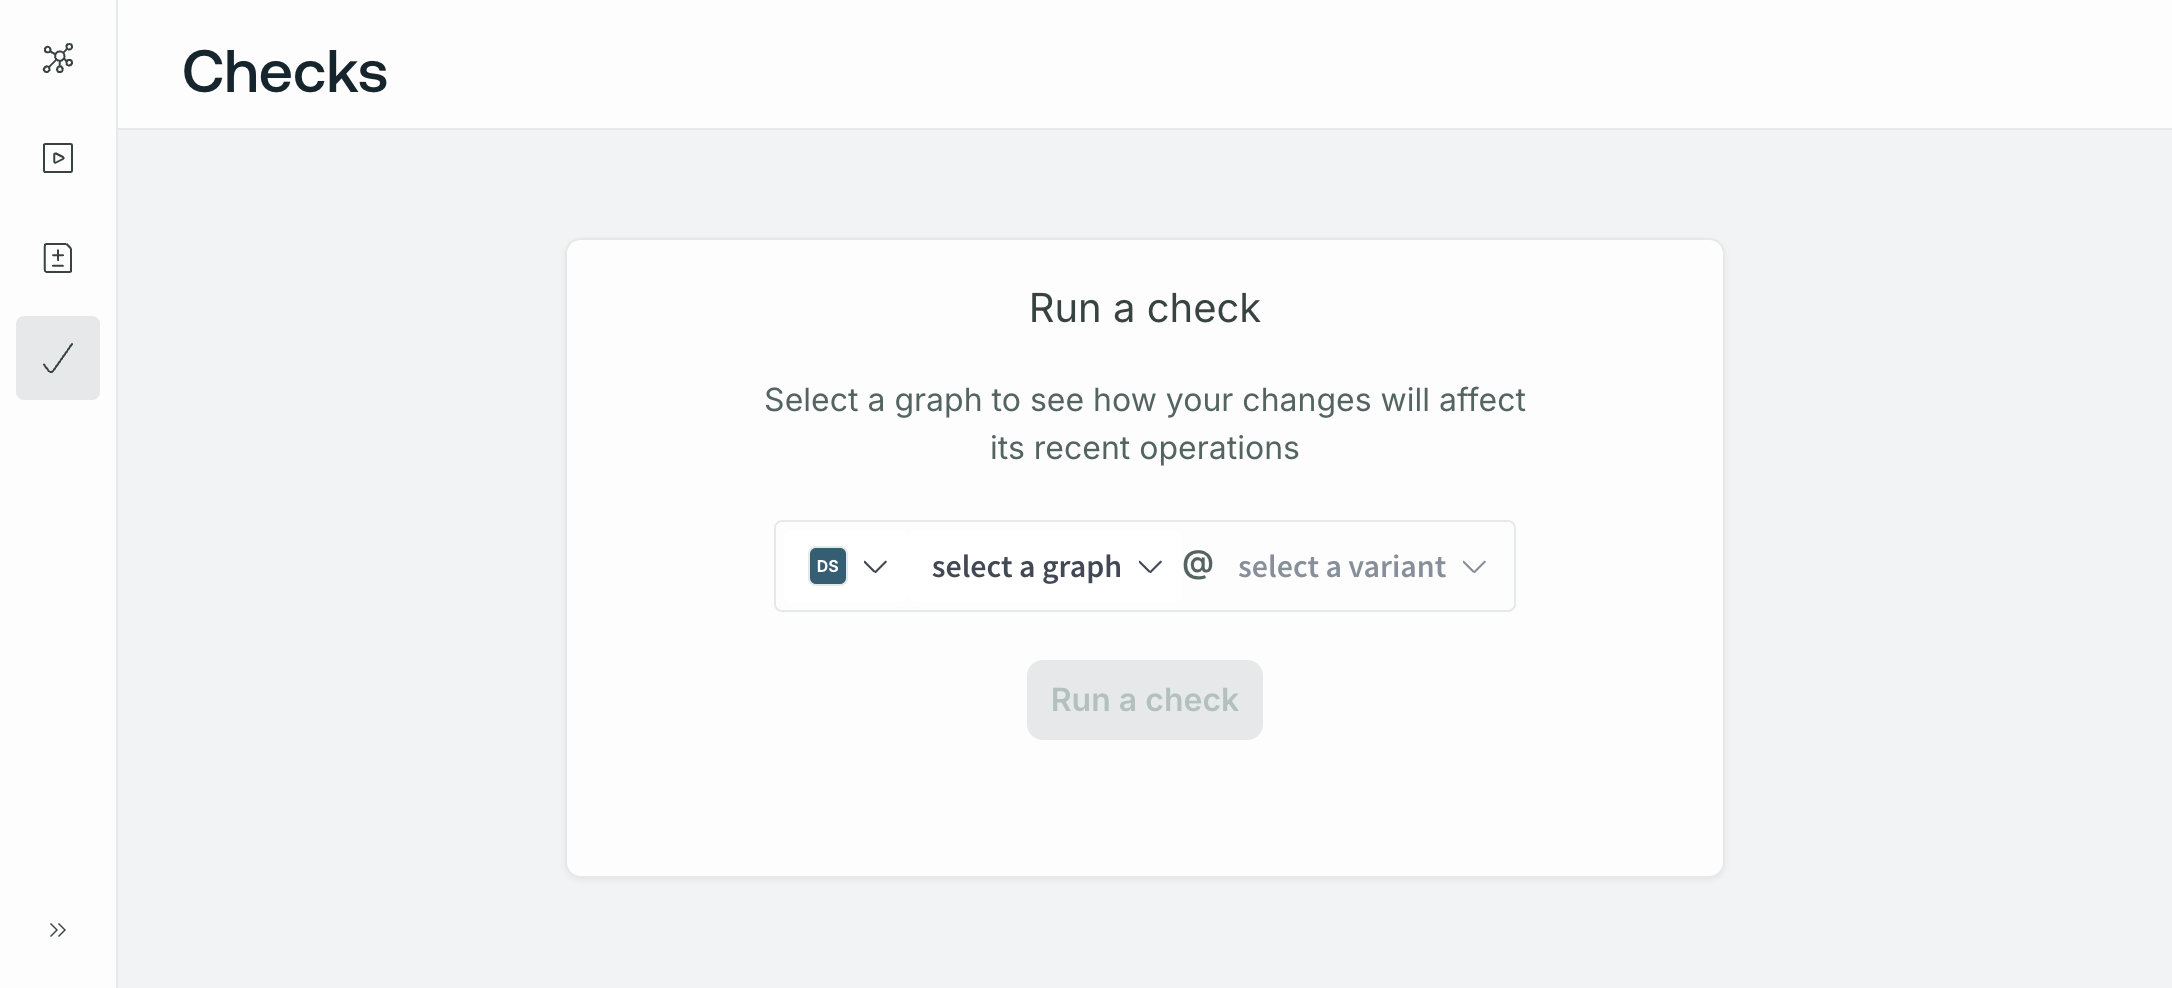 Checks
Run a check
Select a graph to see how your changes will affect
its recent operations
DS select a graph @ select a variant
Run a check